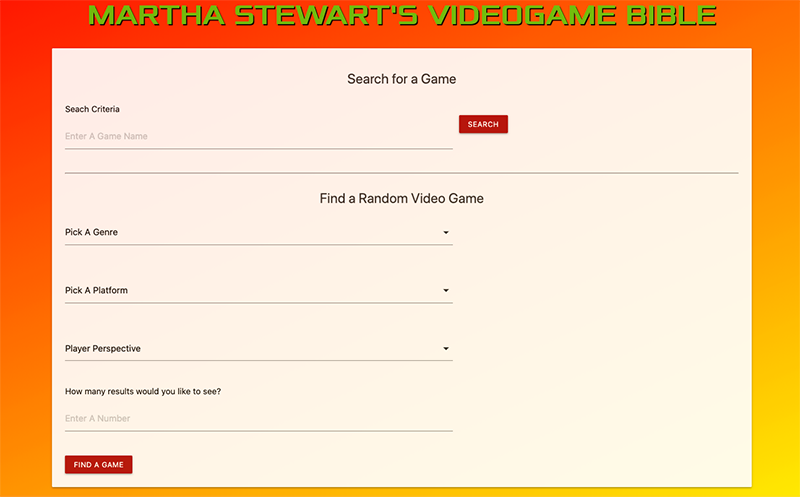 MARTHA STEWART'S VIDEOGAME BIBLE
Search for a Game
Seach Criteria
Enter A Game Name
SEARCH
Find a Random Video Game
Pick A Genre
Pick A Platform
Player Perspective
How many results would you like to see?
Enter A Number
FIND A GAME